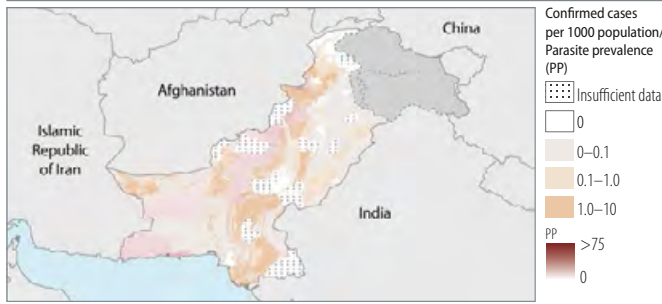 China
Afghanistan
Islamic
Republic
of Iran
India
Confirmed cases
per 1000 population/
Parasite prevalence
(PP)
Insufficient data
0
0–0.1
0.1–1.0
1.0–10
PP
>75
0